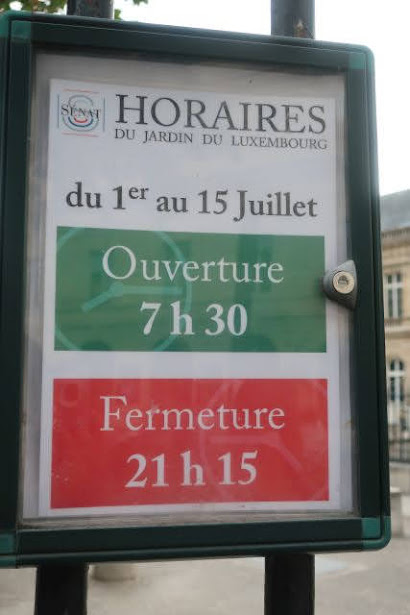 SÉNAT
HORAIRES
DU JARDIN DU LUXEMBOURG
du 1er au 15 Juillet
Ouverture
7 h 30
Fermeture
21 h 15